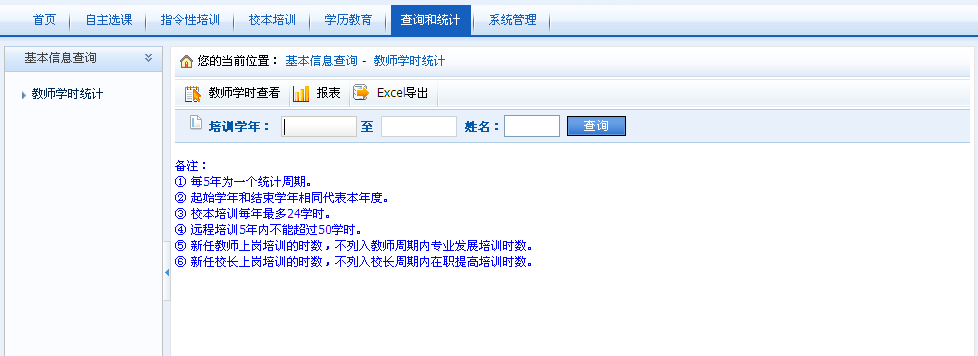 首页 自主选课 指令性培训 校本培训 学历教育 查询和统计 系统管理
基本信息查询
教师学时统计
您的当前位置： 基本信息查询 - 教师学时统计
教师学时查看 报表 Excel导出
培训学年： 至 姓名： 查询
备注：
① 每5年为一个统计周期。
② 起始学年和结束学年相同代表本年度。
③ 校本培训每年最多24学时。
④ 远程培训5年内不能超过50学时。
⑤ 新任教师上岗培训的时数，不列入教师周期内专业发展培训时数。
⑥ 新任校长上岗培训的时数，不列入校长周期内在职提高培训时数。